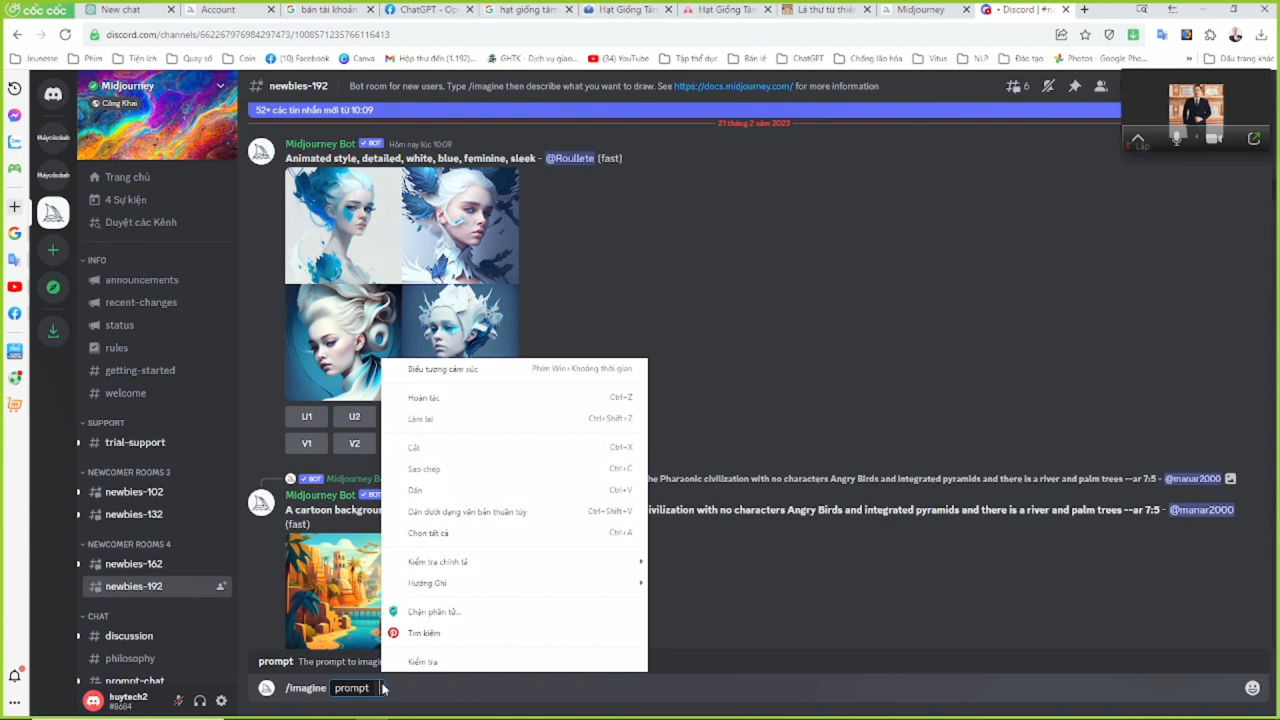 cốc cốc
New chat
Account
bán tài khoản
ChatGPT - Op
hạt giống tâm
Hạt Giống Tâm
Hạt Giống Tâm
Lá thư từ thiên
Midjourney
• Discord | #n
discord.com/channels/662267976984297473/1008571235766116413
Jeunesse
Phim
Tiện ích
Quay số
Coin
(10) Facebook
Canva
Hộp thư đến (1.192)...
GHTK - Dịch vụ giao...
(34) YouTube
Tập thể dục
Bán lẻ
ChatGPT
Chống lão hóa
Vitus
NLP
Đào tạo
Photos - Google Pho...
»
Dấu trang khác
Midjourney
Công Khai
newbies-192
Bot room for new users. Type /imagine then describe what you want to draw. See https://docs.midjourney.com/ for more information
6
52+ các tin nhắn mới từ 10:09
21 tháng 2 năm 2023
Lập
Trang chủ
4 Sự kiện
Duyệt các Kênh
INFO
announcements
recent-changes
status
rules
getting-started
welcome
SUPPORT
trial-support
NEWCOMER ROOMS 3
newbies-102
newbies-132
NEWCOMER ROOMS 4
newbies-162
newbies-192
CHAT
discussion
philosophy
prompt-chat
huytech2
#8684
Midjourney Bot BOT Hôm nay lúc 10:09
Animated style, detailed, white, blue, feminine, sleek - @Roullete (fast)
U1
U2
V1
V2
BOT Midjourney B
he Pharaonic civilization with no characters Angry Birds and integrated pyramids and there is a river and palm trees --ar 7:5 - @manar2000
Midjourney Bot BOT
A cartoon backgroun
ivilization with no characters Angry Birds and integrated pyramids and there is a river and palm trees --ar 7:5 - @manar2000
(fast)
Biểu tượng cảm xúc Phím Win+Khoảng thời gian
Hoàn tác Ctrl+Z
Làm lại Ctrl+Shift+Z
Cắt Ctrl+X
Sao chép Ctrl+C
Dán Ctrl+V
Dán dưới dạng văn bản thuần túy Ctrl+Shift+V
Chọn tất cả Ctrl+A
Kiểm tra chính tả
Hướng Ghi
Chặn phần tử...
Tìm kiếm
Kiểm tra
prompt The prompt to imagi
/imagine prompt